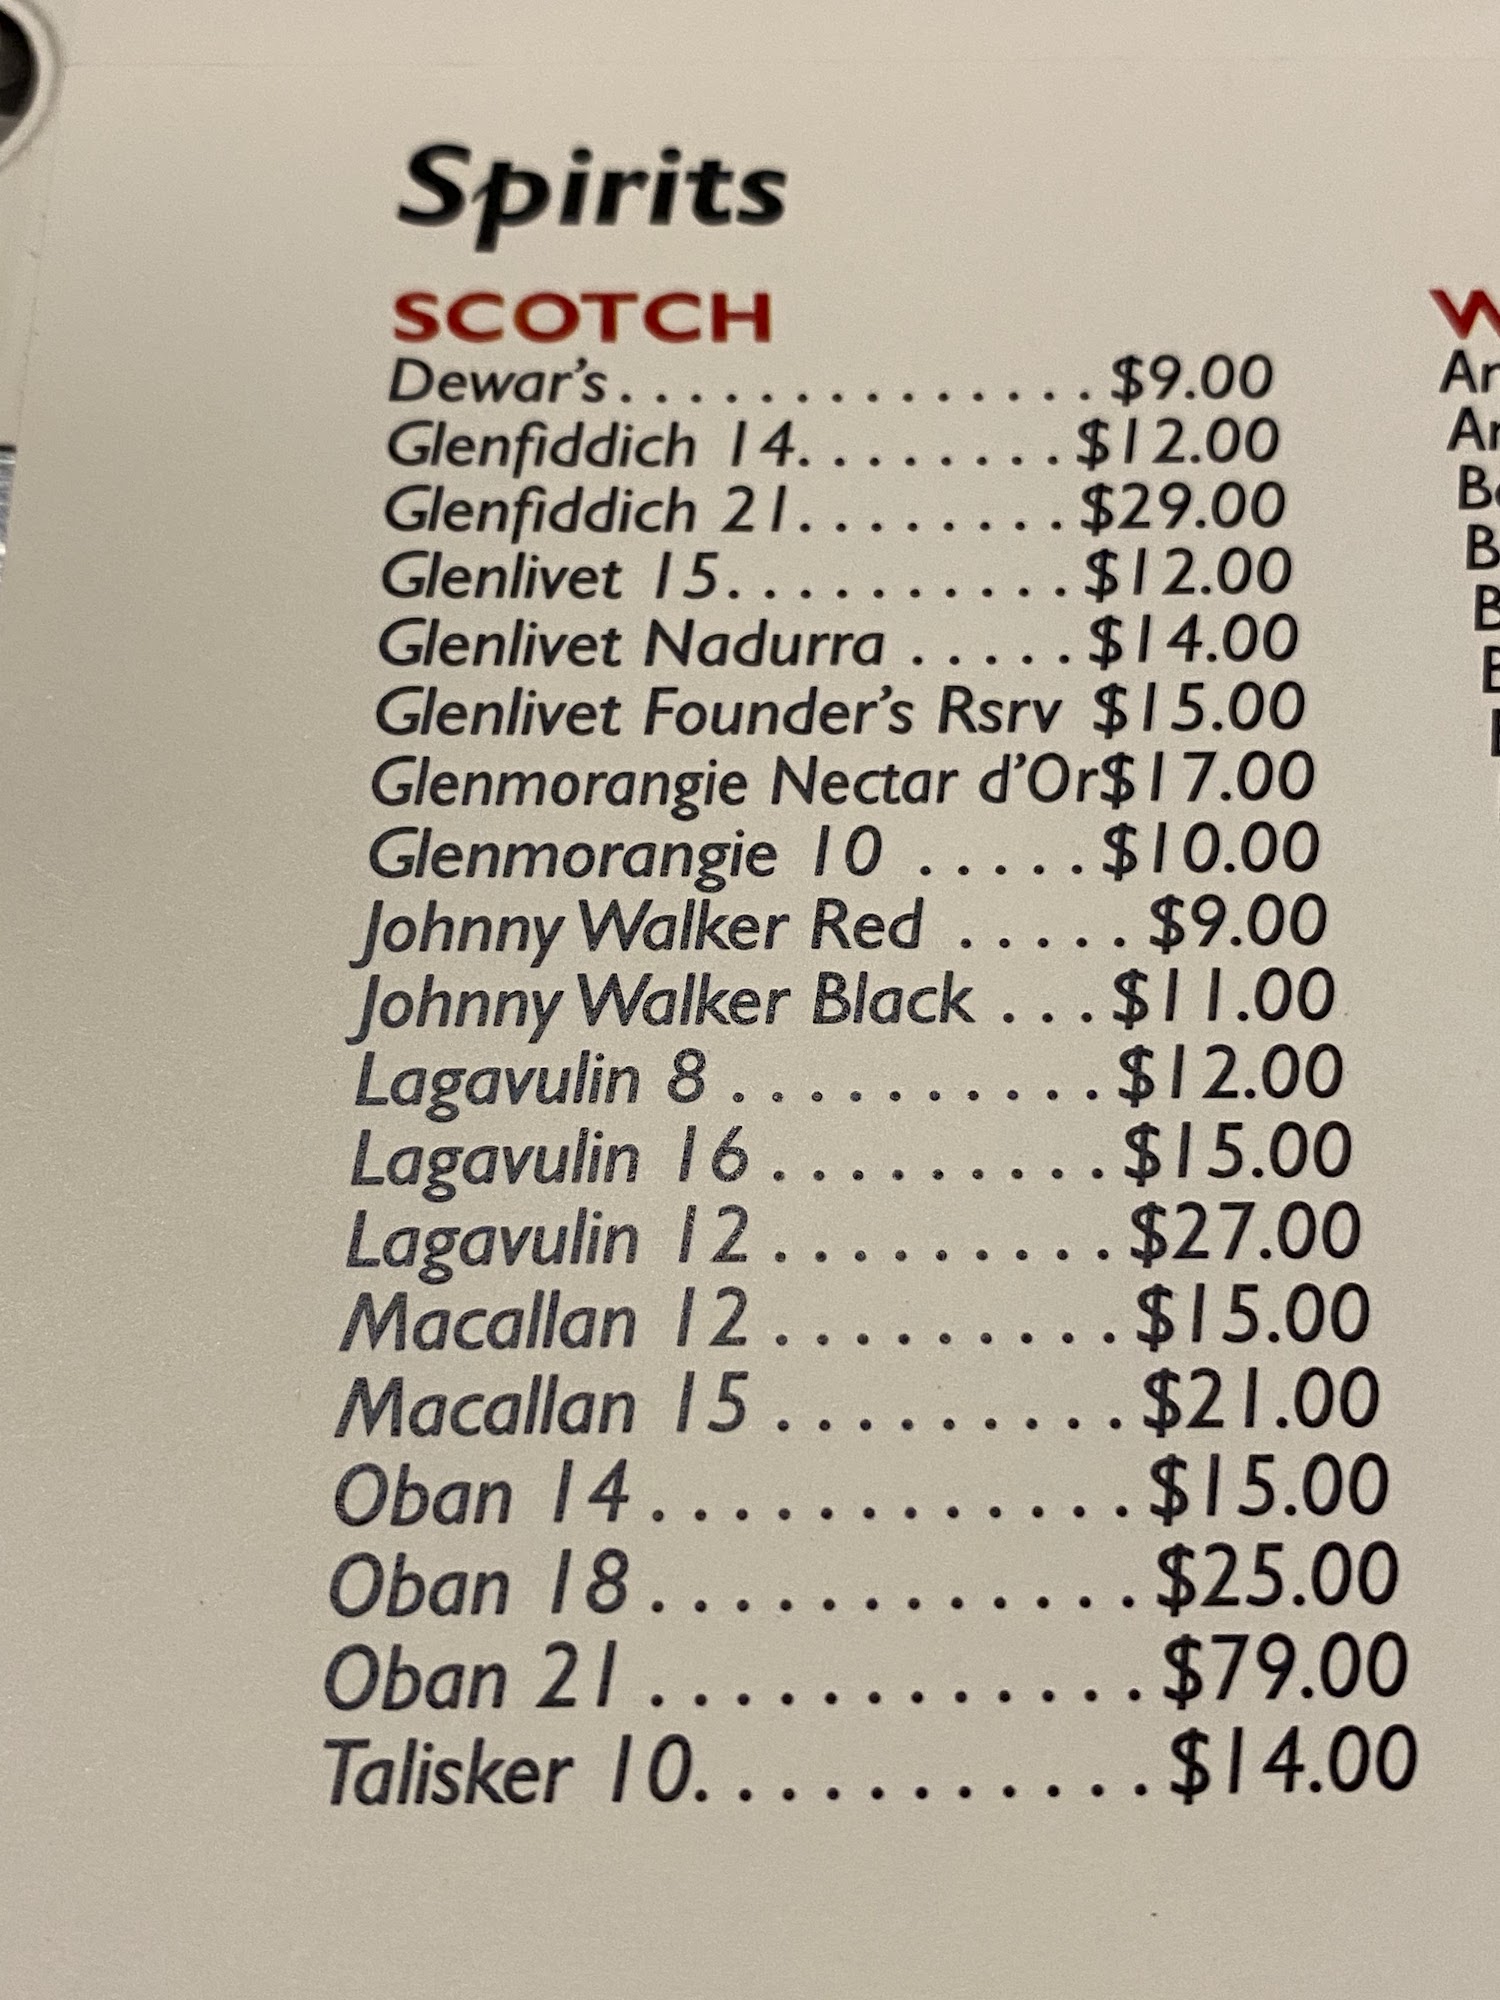 Spirits
SCOTCH
Dewar's. . . . . . . . . . . . . . $9.00
Glenfiddich 14. . . . . . . . $12.00
Glenfiddich 21. . . . . . . . $29.00
Glenlivet 15. . . . . . . . . . $12.00
Glenlivet Nadurra . . . . . $14.00
Glenlivet Founder's Rsrv $15.00
Glenmorangie Nectar d'Or$17.00
Glenmorangie 10 . . . . . $10.00
Johnny Walker Red . . . . . $9.00
Johnny Walker Black . . . $11.00
Lagavulin 8 . . . . . . . . . . $12.00
Lagavulin 16 . . . . . . . . . $15.00
Lagavulin 12 . . . . . . . . . $27.00
Macallan 12 . . . . . . . . . $15.00
Macallan 15 . . . . . . . . . $21.00
Oban 14 . . . . . . . . . . . . $15.00
Oban 18 . . . . . . . . . . . . $25.00
Oban 21 . . . . . . . . . . . . $79.00
Talisker 10. . . . . . . . . . . $14.00